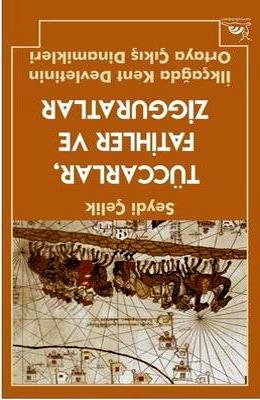 Seydi Çelik
TÜCCARLAR,
FATİHLER VE
ZİGGURATLAR
İlkçağda Kent Devletinin
Ortaya Çıkış Dinamikleri